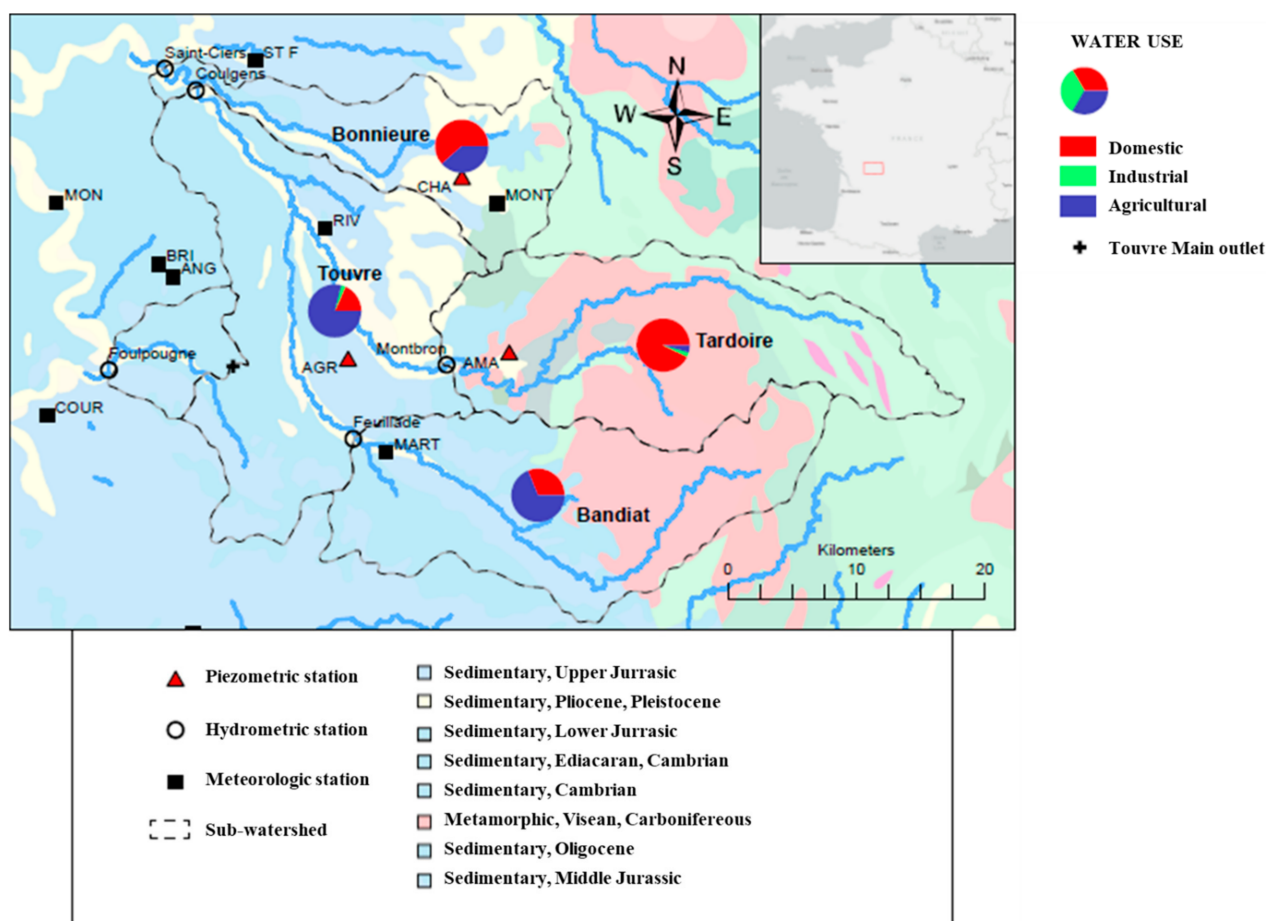 Saint-Ciers
ST F
Coulgens
N
W
E
S
Bonnieure
CHA
MONT
MON
RIV
BRI
ANG
Touvre
Foulpougne
Montbron
AMA
Tardoire
AGR
COUR
Feuillade
MART
Bandiat
Kilometers
0 10 20
FRANCE
WATER USE
Domestic
Industrial
Agricultural
Touvre Main outlet
Piezometric station
Hydrometric station
Meteorologic station
Sub-watershed
Sedimentary, Upper Jurrasic
Sedimentary, Pliocene, Pleistocene
Sedimentary, Lower Jurrasic
Sedimentary, Ediacaran, Cambrian
Sedimentary, Cambrian
Metamorphic, Visean, Carbonifereous
Sedimentary, Oligocene
Sedimentary, Middle Jurassic